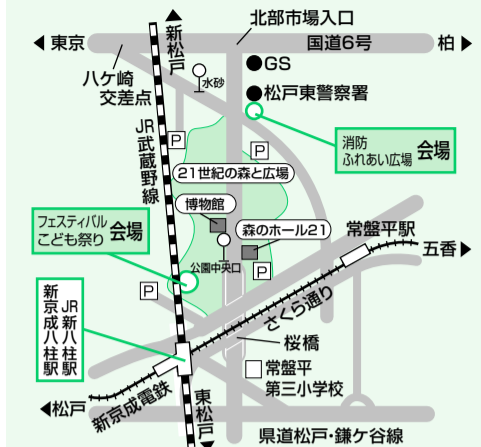 北部市場入口
新松戸
東京
国道6号
柏
八ケ崎
交差点
水砂
GS
松戸東警察署
JR武蔵野線
P
P
消防
ふれあい広場
会場
21世紀の森と広場
博物館
フェスティバル
こども祭り
会場
森のホール21
常盤平駅
五香
公園中央口
P
P
JR新八柱駅
新京成八柱駅
さくら通り
桜橋
常盤平
第三小学校
松戸
新京成電鉄
東松戸
県道松戸・鎌ケ谷線